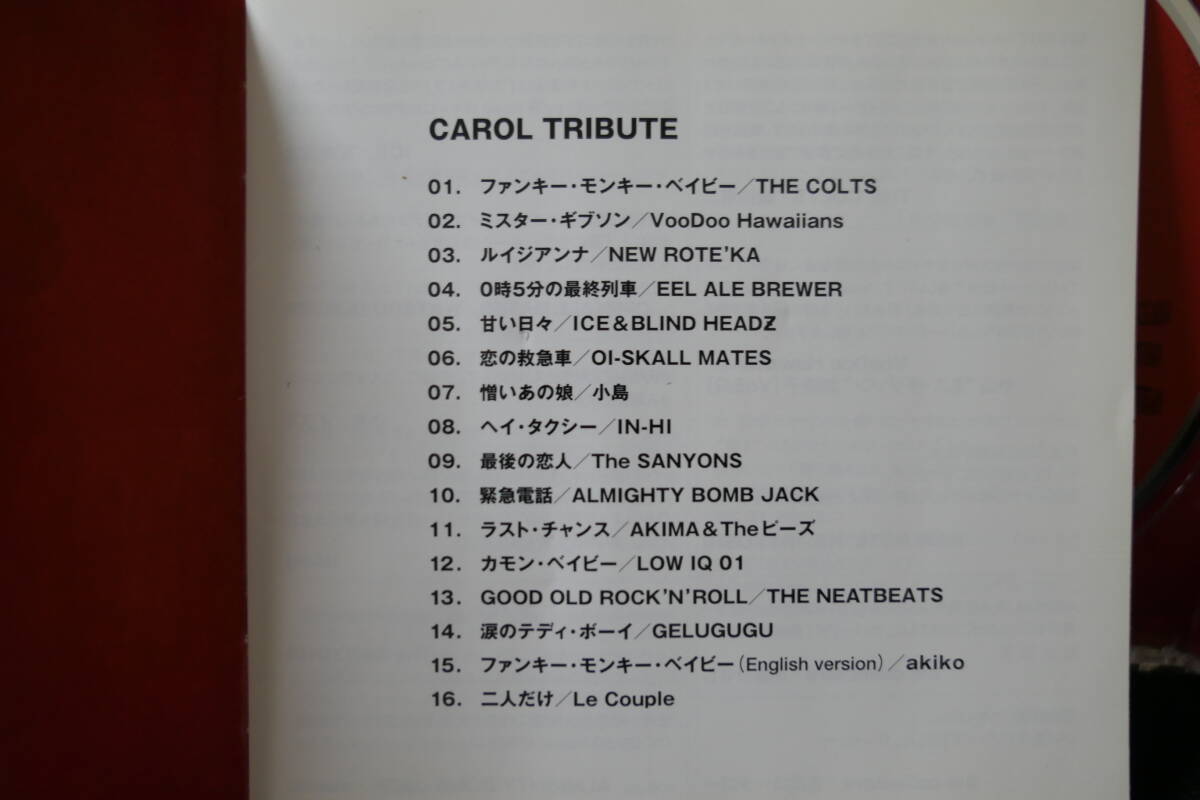 CAROL TRIBUTE
01. ファンキー・モンキー・ベイビー／THE COLTS
02. ミスター・ギブソン／VooDoo Hawaiians
03. ルイジアンナ／NEW ROTE'KA
04. 0時5分の最終列車／EEL ALE BREWER
05. 甘い日々／ICE＆BLIND HEADZ
06. 恋の救急車／OI-SKALL MATES
07. 憎いあの娘／小島
08. ヘイ・タクシー／IN-HI
09. 最後の恋人／The SANYONS
10. 緊急電話／ALMIGHTY BOMB JACK
11. ラスト・チャンス／AKIMA＆Theピーズ
12. カモン・ベイビー／LOW IQ 01
13. GOOD OLD ROCK'N'ROLL／THE NEATBEATS
14. 涙のテディ・ボーイ／GELUGUGU
15. ファンキー・モンキー・ベイビー（English version）／akiko
16. 二人だけ／Le Couple